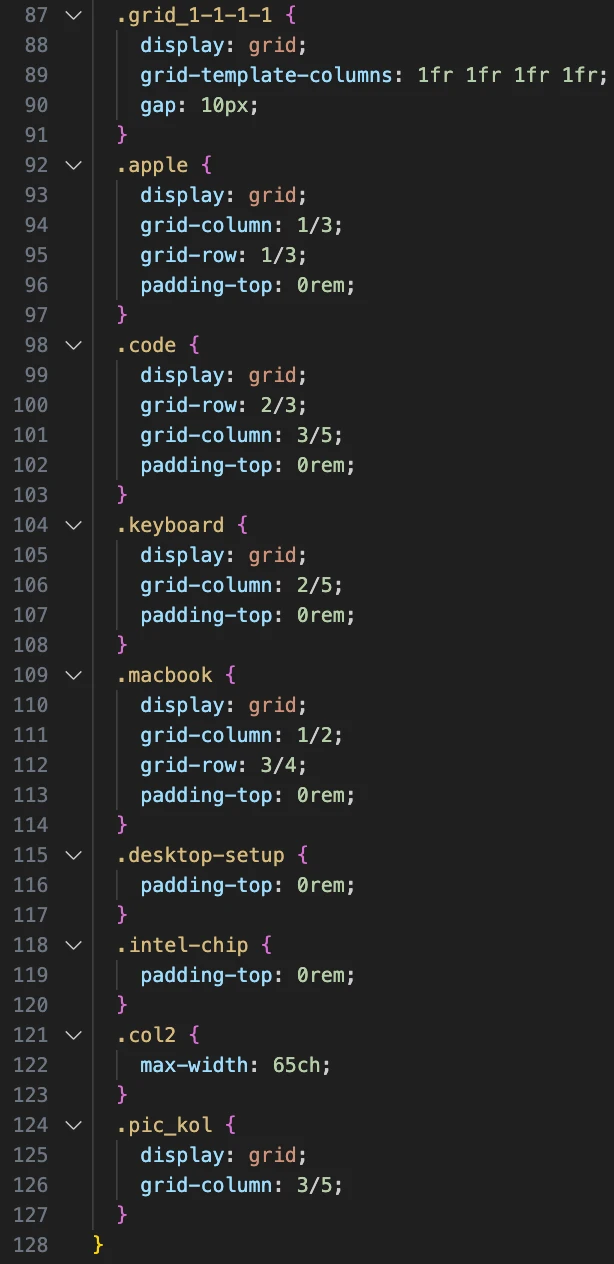 87 .grid_1-1-1-1 {
88 display: grid;
89 grid-template-columns: 1fr 1fr 1fr 1fr;
90 gap: 10px;
91 }
92 .apple {
93 display: grid;
94 grid-column: 1/3;
95 grid-row: 1/3;
96 padding-top: 0rem;
97 }
98 .code {
99 display: grid;
100 grid-row: 2/3;
101 grid-column: 3/5;
102 padding-top: 0rem;
103 }
104 .keyboard {
105 display: grid;
106 grid-column: 2/5;
107 padding-top: 0rem;
108 }
109 .macbook {
110 display: grid;
111 grid-column: 1/2;
112 grid-row: 3/4;
113 padding-top: 0rem;
114 }
115 .desktop-setup {
116 padding-top: 0rem;
117 }
118 .intel-chip {
119 padding-top: 0rem;
120 }
121 .col2 {
122 max-width: 65ch;
123 }
124 .pic_kol {
125 display: grid;
126 grid-column: 3/5;
127 }
128 }